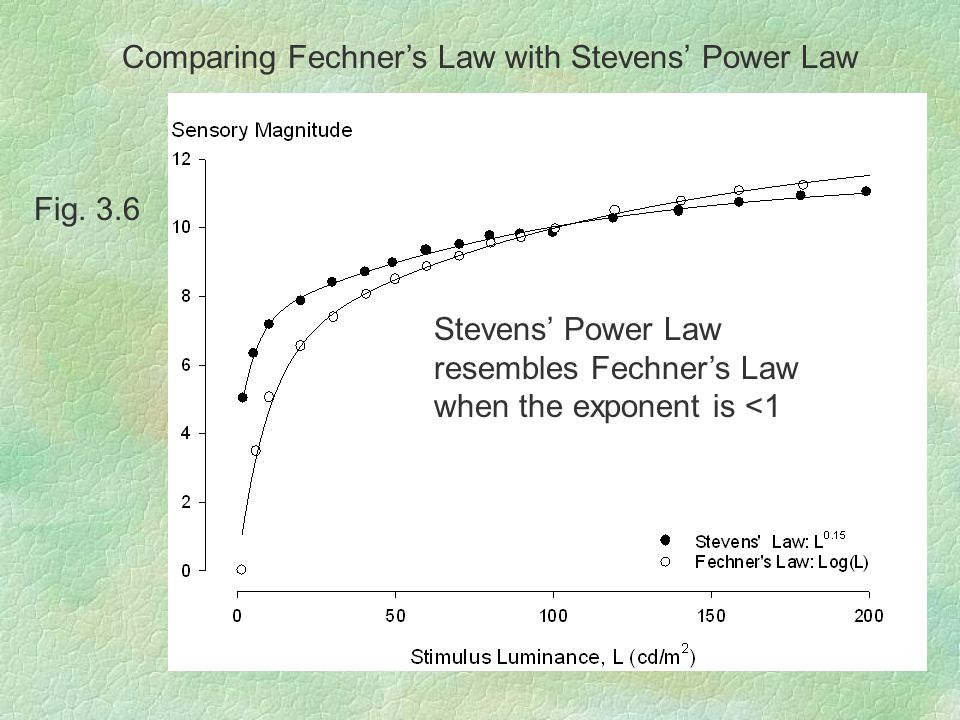 Comparing Fechner’s Law with Stevens’ Power Law
Fig. 3.6
Sensory Magnitude
12
10
8
6
4
2
0
Stevens’ Power Law
resembles Fechner’s Law
when the exponent is <1
Stevens' Law: L^0.15
Fechner's Law: Log(L)
0 50 100 150 200
Stimulus Luminance, L (cd/m^2)